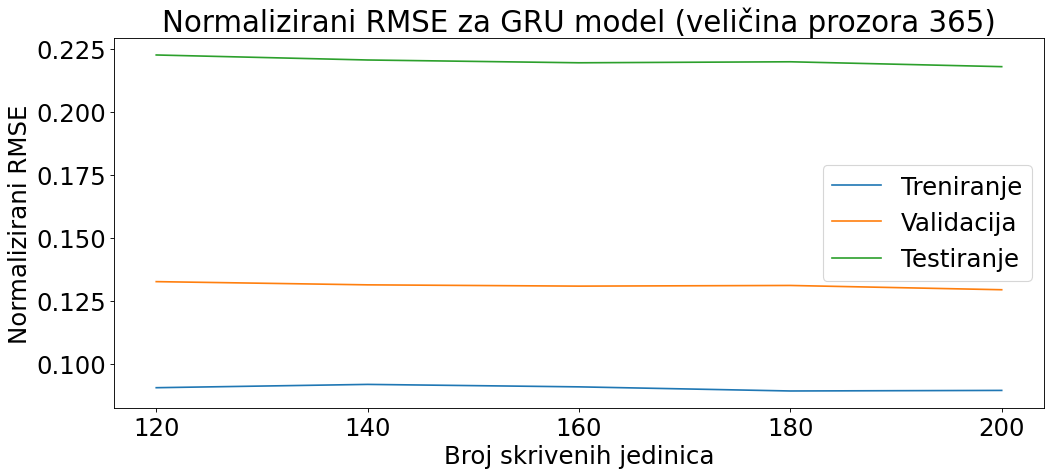 Normalizirani RMSE za GRU model (veličina prozora 365)
Normalizirani RMSE
0.225
0.200
0.175
0.150
0.125
0.100
Treniranje
Validacija
Testiranje
120 140 160 180 200
Broj skrivenih jedinica